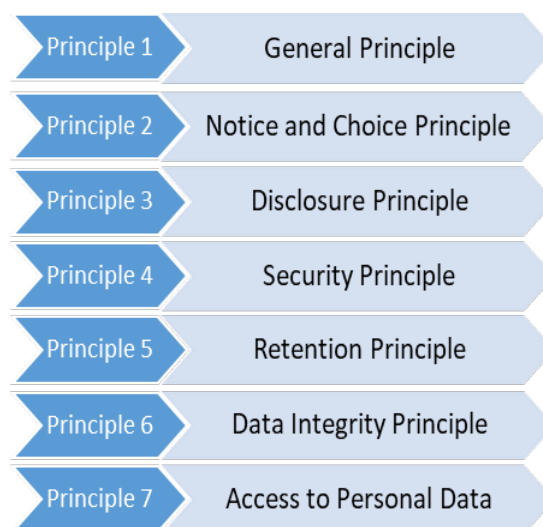 Principle 1 General Principle
Principle 2 Notice and Choice Principle
Principle 3 Disclosure Principle
Principle 4 Security Principle
Principle 5 Retention Principle
Principle 6 Data Integrity Principle
Principle 7 Access to Personal Data